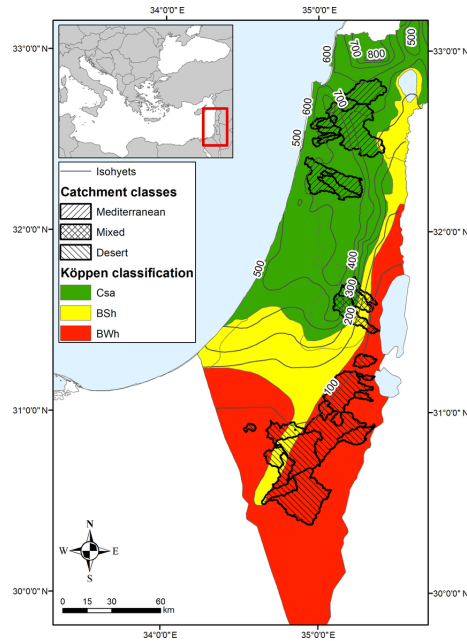 34°0'0"E
35°0'0"E
33°0'0"N
33°0'0"N
500
600
700
800
600
700
500
Isohyets
Catchment classes
Mediterranean
Mixed
Desert
Köppen classification
Csa
BSh
BWh
32°0'0"N
32°0'0"N
500
400
300
200
100
31°0'0"N
31°0'0"N
N
W
E
S
30°0'0"N
30°0'0"N
0 15 30 60
km
34°0'0"E
35°0'0"E